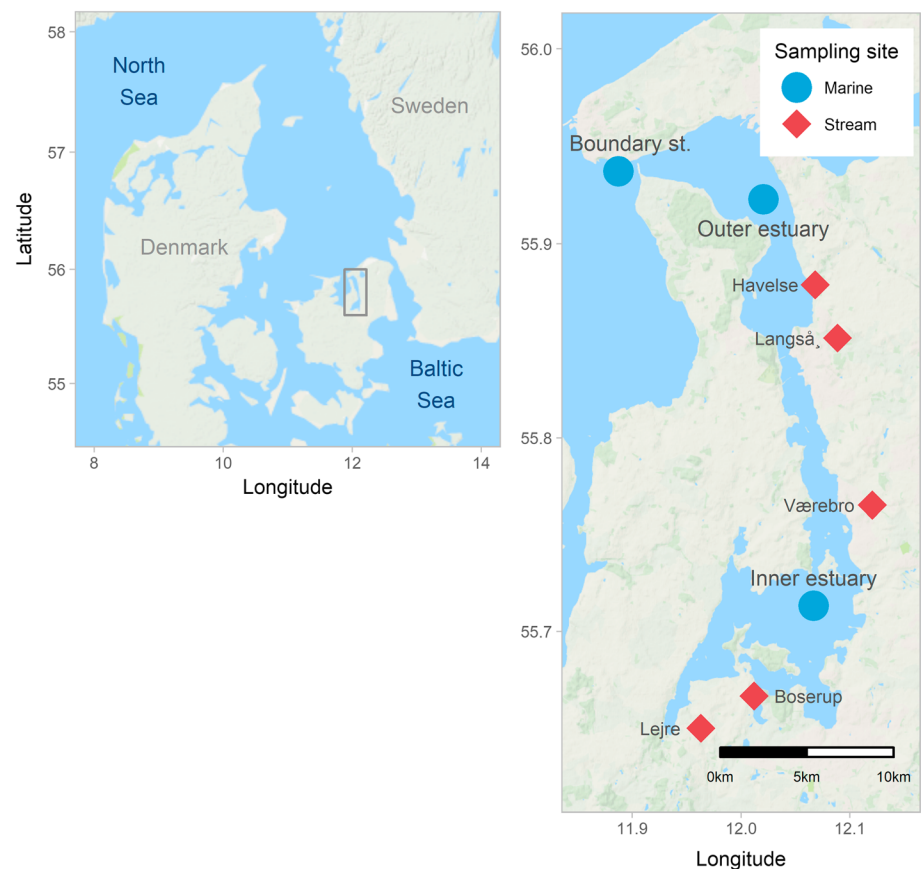 58
57
56
55
Latitude
North
Sea
Sweden
Denmark
Baltic
Sea
8
10
12
14
Longitude
56.0
55.9
55.8
55.7
Sampling site
Marine
Stream
Boundary st.
Outer estuary
Havelse
Langså¸
Værebro
Inner estuary
Boserup
Lejre
0km
5km
10km
11.9
12.0
12.1
Longitude